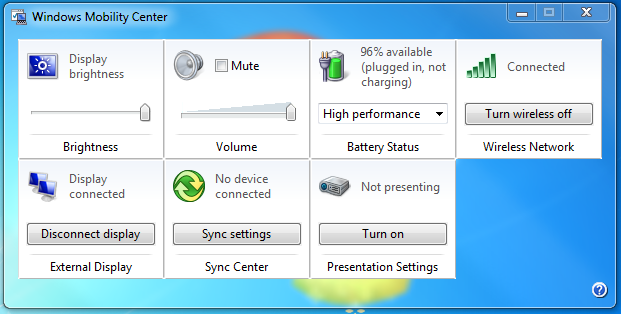 Windows Mobility Center
Display
brightness
Brightness
Mute
Volume
96% available
(plugged in, not
charging)
High performance
Battery Status
Connected
Turn wireless off
Wireless Network
Display
connected
Disconnect display
External Display
No device
connected
Sync settings
Sync Center
Not presenting
Turn on
Presentation Settings
?